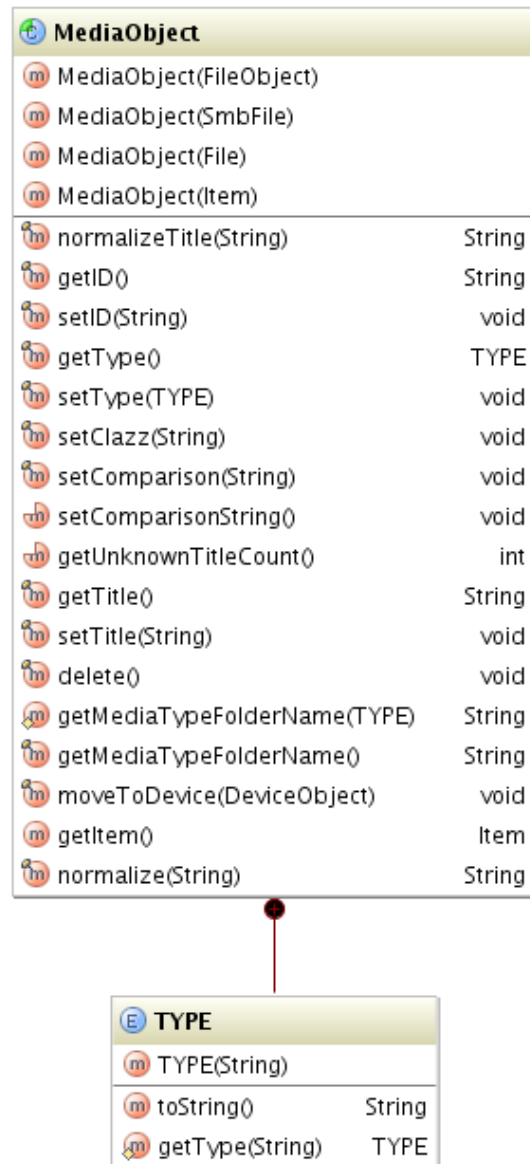 MediaObject
MediaObject(FileObject)
MediaObject(SmbFile)
MediaObject(File)
MediaObject(Item)
normalizeTitle(String) String
getID() String
setID(String) void
getType() TYPE
setType(TYPE) void
setClazz(String) void
setComparison(String) void
setComparisonString() void
getUnknownTitleCount() int
getTitle() String
setTitle(String) void
delete() void
getMediaTypeFolderName(TYPE) String
getMediaTypeFolderName() String
moveToDevice(DeviceObject) void
getItem() Item
normalize(String) String
E TYPE
TYPE(String)
toString() String
getType(String) TYPE